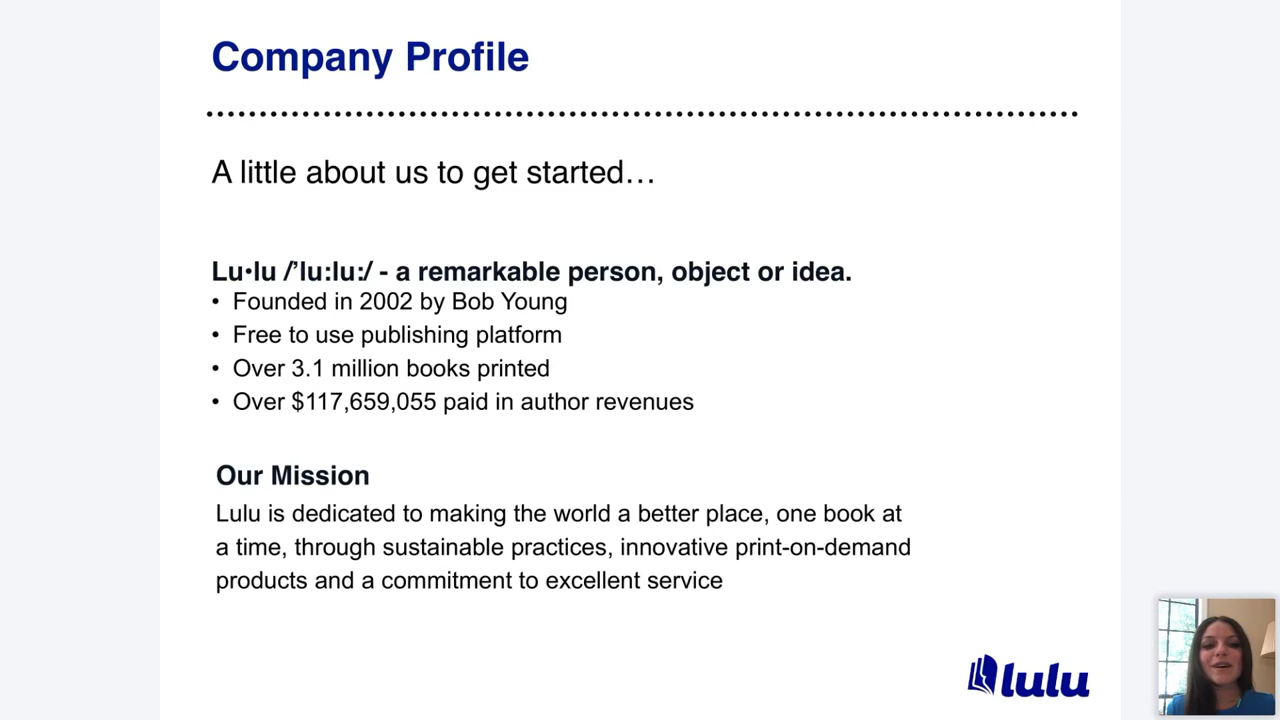 Company Profile
A little about us to get started…
Lu•lu /’lu:lu:/ - a remarkable person, object or idea.
• Founded in 2002 by Bob Young
• Free to use publishing platform
• Over 3.1 million books printed
• Over $117,659,055 paid in author revenues
Our Mission
Lulu is dedicated to making the world a better place, one book at
a time, through sustainable practices, innovative print-on-demand
products and a commitment to excellent service
lulu